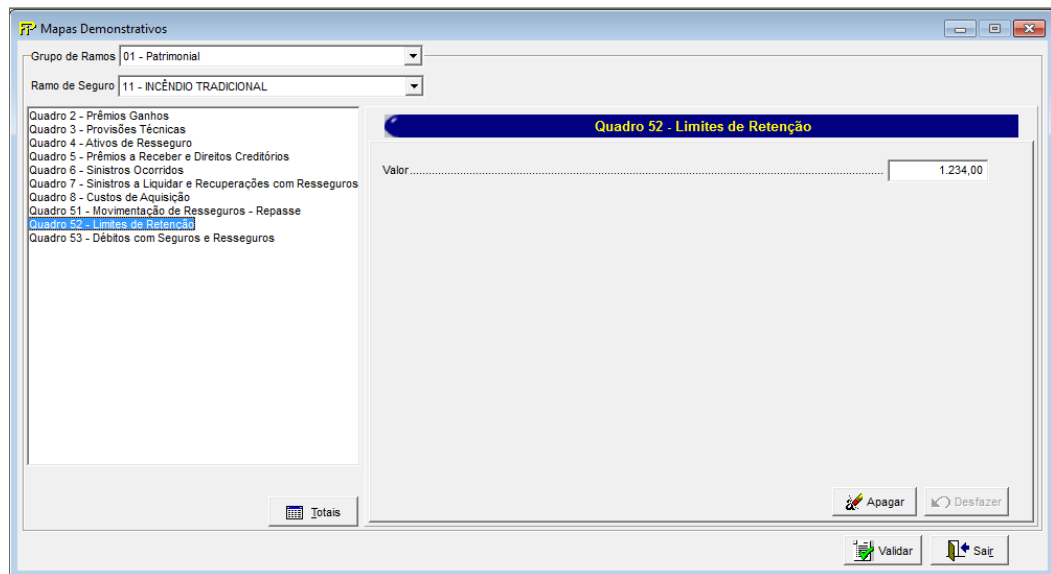 FP Mapas Demonstrativos
Grupo de Ramos 01 - Patrimonial
Ramo de Seguro 11 - INCÊNDIO TRADICIONAL
Quadro 2 - Prêmios Ganhos
Quadro 3 - Provisões Técnicas
Quadro 4 - Ativos de Resseguro
Quadro 5 - Prêmios a Receber e Direitos Creditórios
Quadro 6 - Sinistros Ocorridos
Quadro 7 - Sinistros a Liquidar e Recuperações com Resseguros
Quadro 8 - Custos de Aquisição
Quadro 51 - Movimentação de Resseguros - Repasse
Quadro 52 - Limites de Retenção
Quadro 53 - Débitos com Seguros e Resseguros
Totais
Quadro 52 - Limites de Retenção
Valor 1.234,00
Apagar Desfazer
Validar Sair